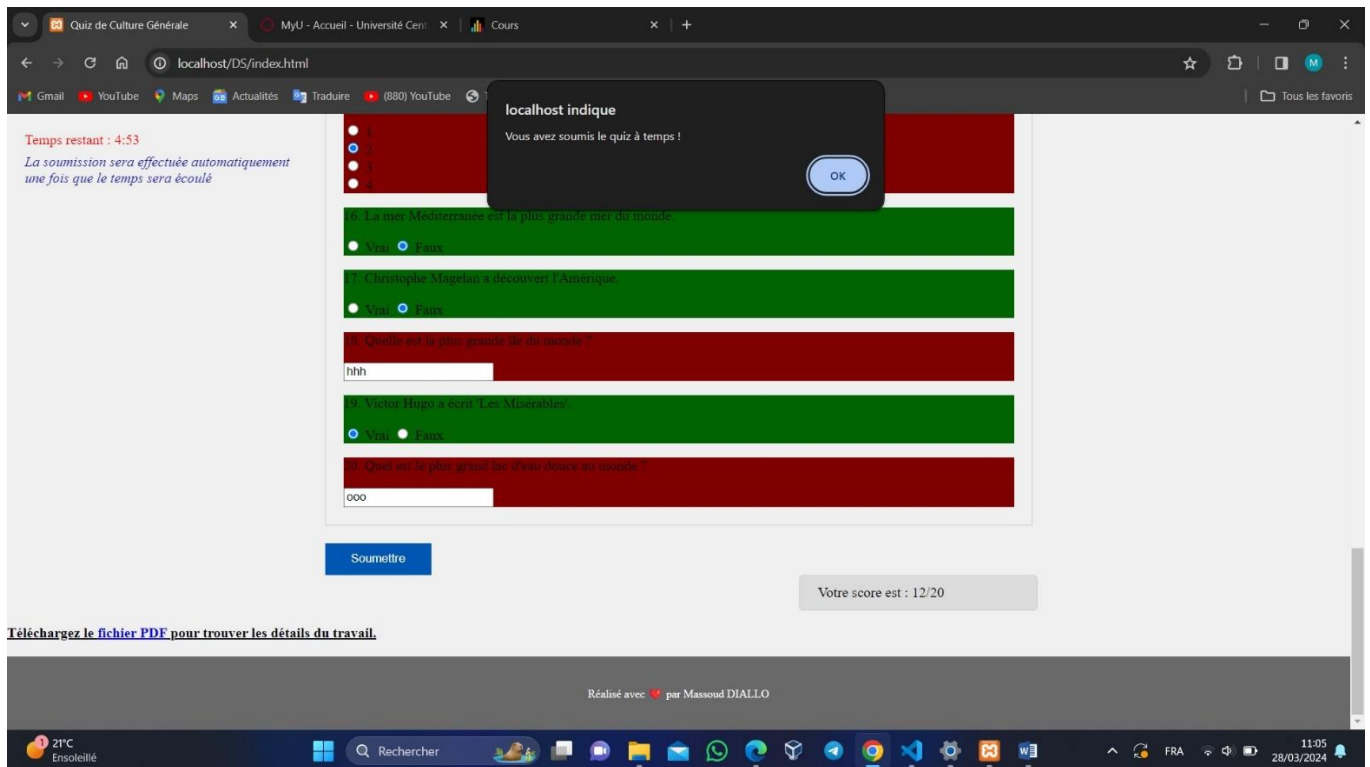 Quiz de Culture Générale
MyU - Accueil - Université Cent
Cours
localhost/DS/index.html
M
Gmail
YouTube
Maps
Actualités
Traduire
(880) YouTube
Tous les favoris
localhost indique
Vous avez soumis le quiz à temps !
OK
Temps restant : 4:53
La soumission sera effectuée automatiquement
une fois que le temps sera écoulé
1
2
3
4
16. La mer Méditerranée est la plus grande mer du monde.
Vrai Faux
17. Christophe Magelan a découvert l'Amérique.
Vrai Faux
18. Quelle est la plus grande île du monde ?
hhh
19. Victor Hugo a écrit 'Les Misérables'.
Vrai Faux
20. Quel est le plus grand lac d'eau douce au monde ?
ooo
Soumettre
Votre score est : 12/20
Téléchargez le fichier PDF pour trouver les détails du travail.
Réalisé avec ❤ par Massoud DIALLO
1
21°C
Ensoleillé
Rechercher
FRA
11:05
28/03/2024